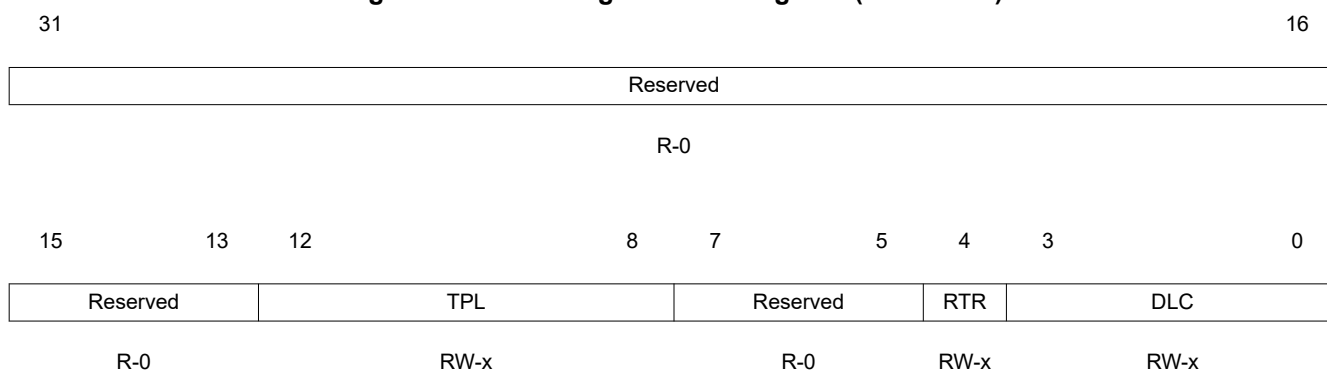 31 16
Reserved
R-0
15 13 12 8 7 5 4 3 0
Reserved TPL Reserved RTR DLC
R-0 RW-x R-0 RW-x RW-x